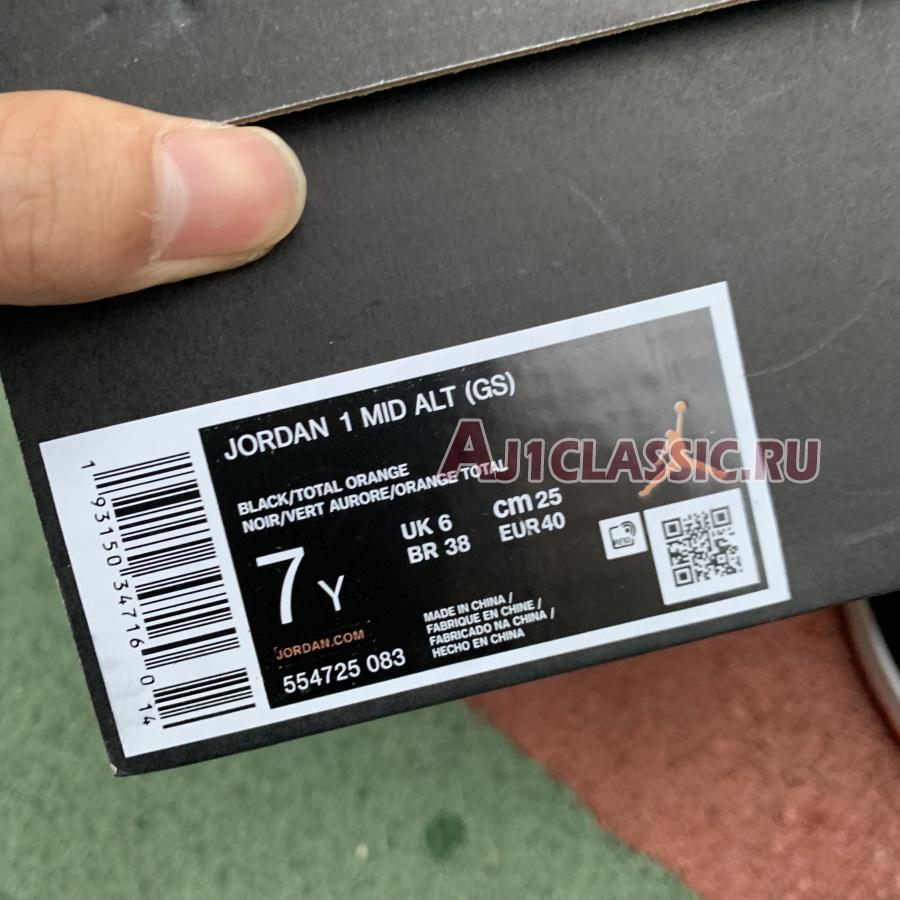 JORDAN 1 MID ALT (GS)
AJ1CLASSIC.RU
BLACK/TOTAL ORANGE
NOIR/VERT AURORE/ORANGE TOTAL
7Y
UK 6 cm 25
BR 38 EUR 40
RFID
JORDAN.COM
554725 083
MADE IN CHINA /
FABRIQUE EN CHINE /
FABRICADO NA CHINA /
HECHO EN CHINA
1 93150 34716 0 14